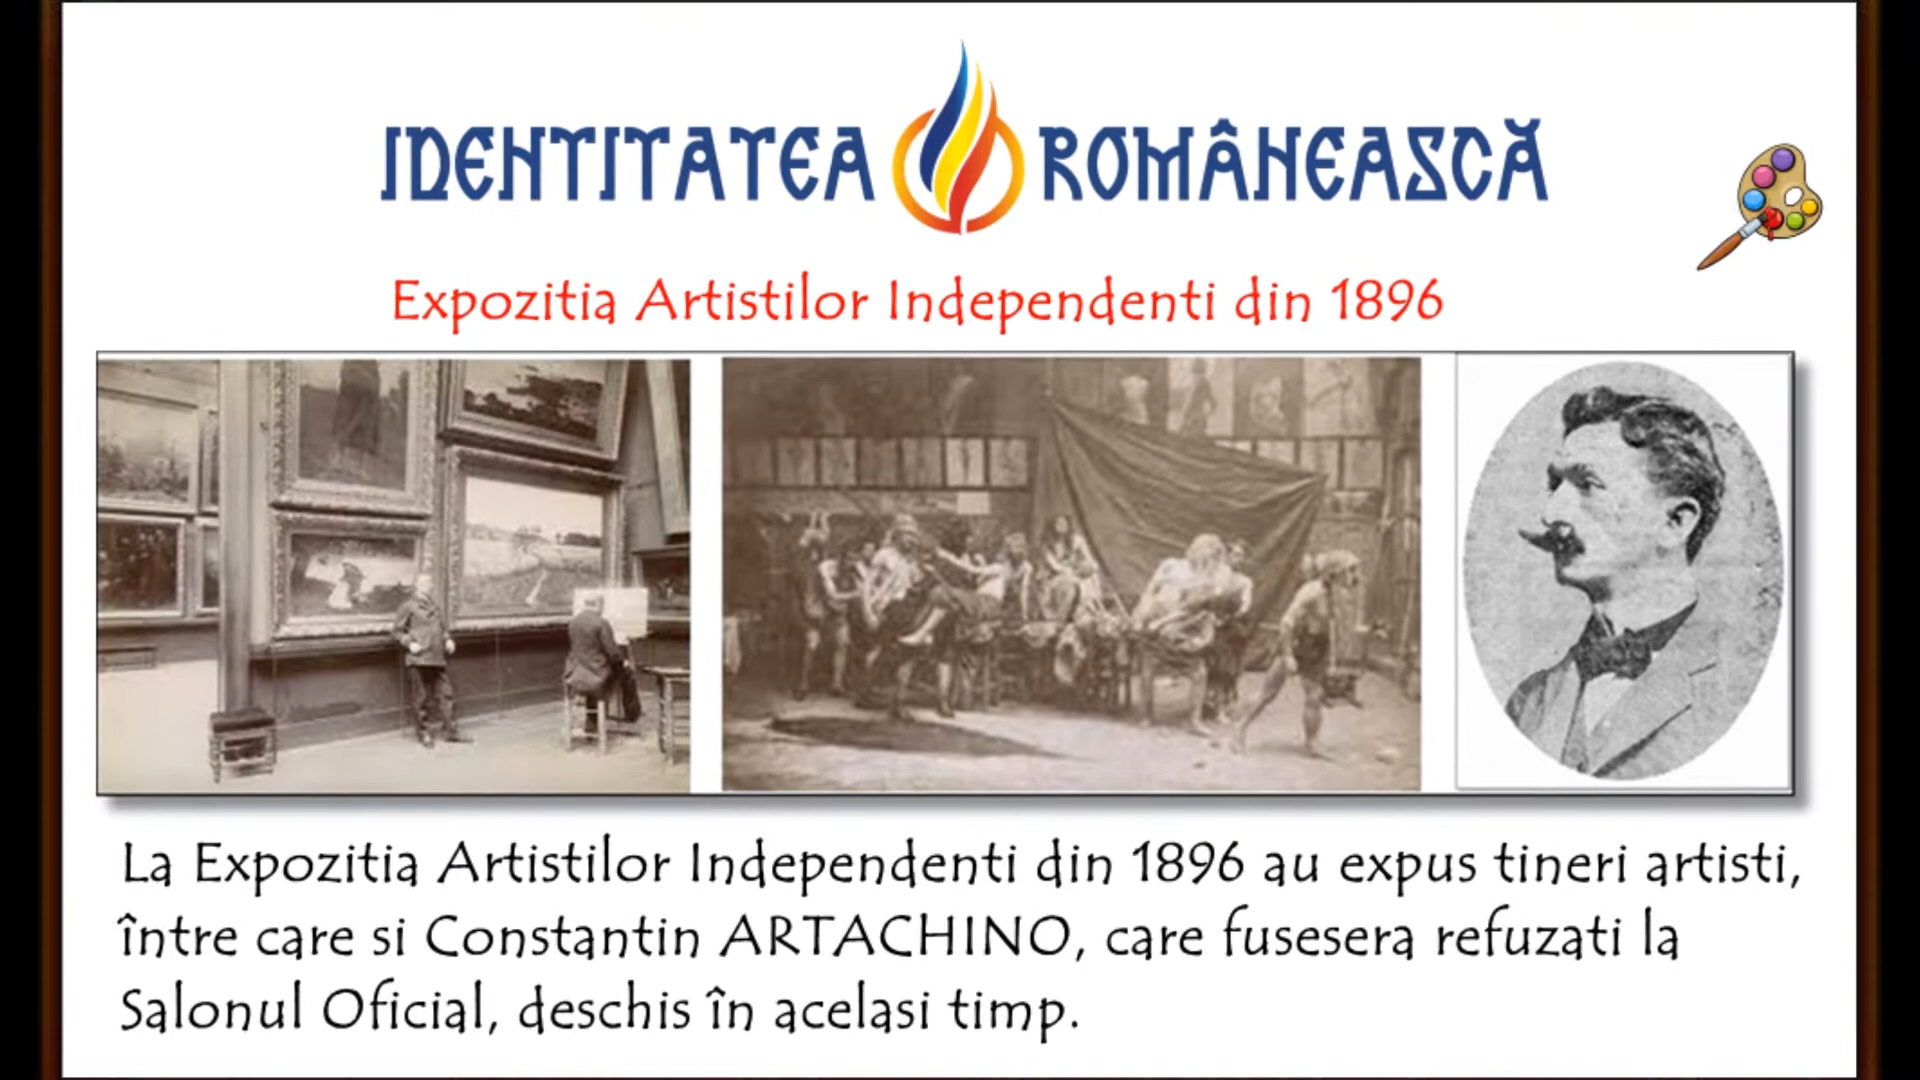 IDENTITATEA ROMÂNEASCĂ
Expozitia Artistilor Independenti din 1896
La Expozitia Artistilor Independenti din 1896 au expus tineri artisti,
între care si Constantin ARTACHINO, care fusesera refuzati la
Salonul Oficial, deschis în acelasi timp.